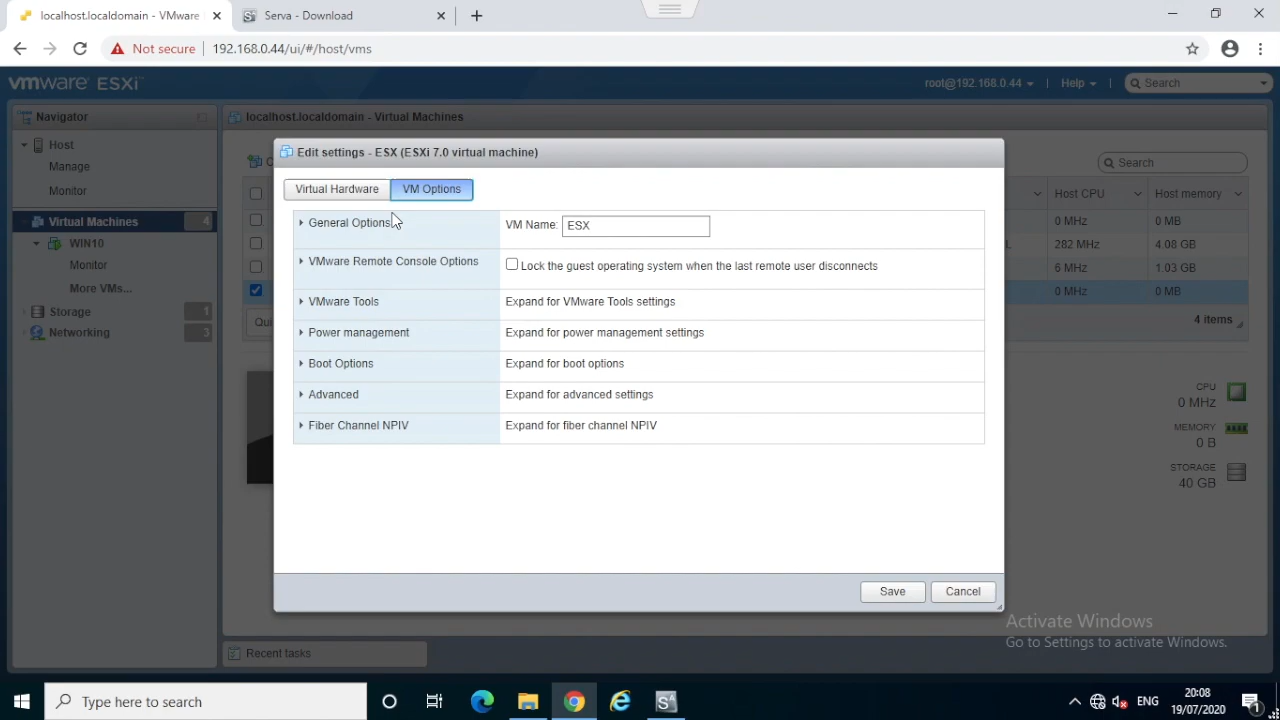 localhost.localdomain - VMware
Serva - Download
Not secure
192.168.0.44/ui/#/host/vms
vmware ESXi
root@192.168.0.44
Help
Search
Navigator
localhost.localdomain - Virtual Machines
Host
Manage
Monitor
Virtual Machines
4
WIN10
Monitor
More VMs...
Storage
1
Networking
3
Search
Host CPU
Host memory
0 MHz
0 MB
282 MHz
4.08 GB
6 MHz
1.03 GB
0 MHz
0 MB
4 items
Edit settings - ESX (ESXi 7.0 virtual machine)
Virtual Hardware
VM Options
General Options
VM Name:
ESX
VMware Remote Console Options
Lock the guest operating system when the last remote user disconnects
VMware Tools
Expand for VMware Tools settings
Power management
Expand for power management settings
Boot Options
Expand for boot options
Advanced
Expand for advanced settings
Fiber Channel NPIV
Expand for fiber channel NPIV
CPU
0 MHz
MEMORY
0 B
STORAGE
40 GB
Save
Cancel
Activate Windows
Go to Settings to activate Windows.
Recent tasks
Type here to search
ENG
20:08
19/07/2020
1